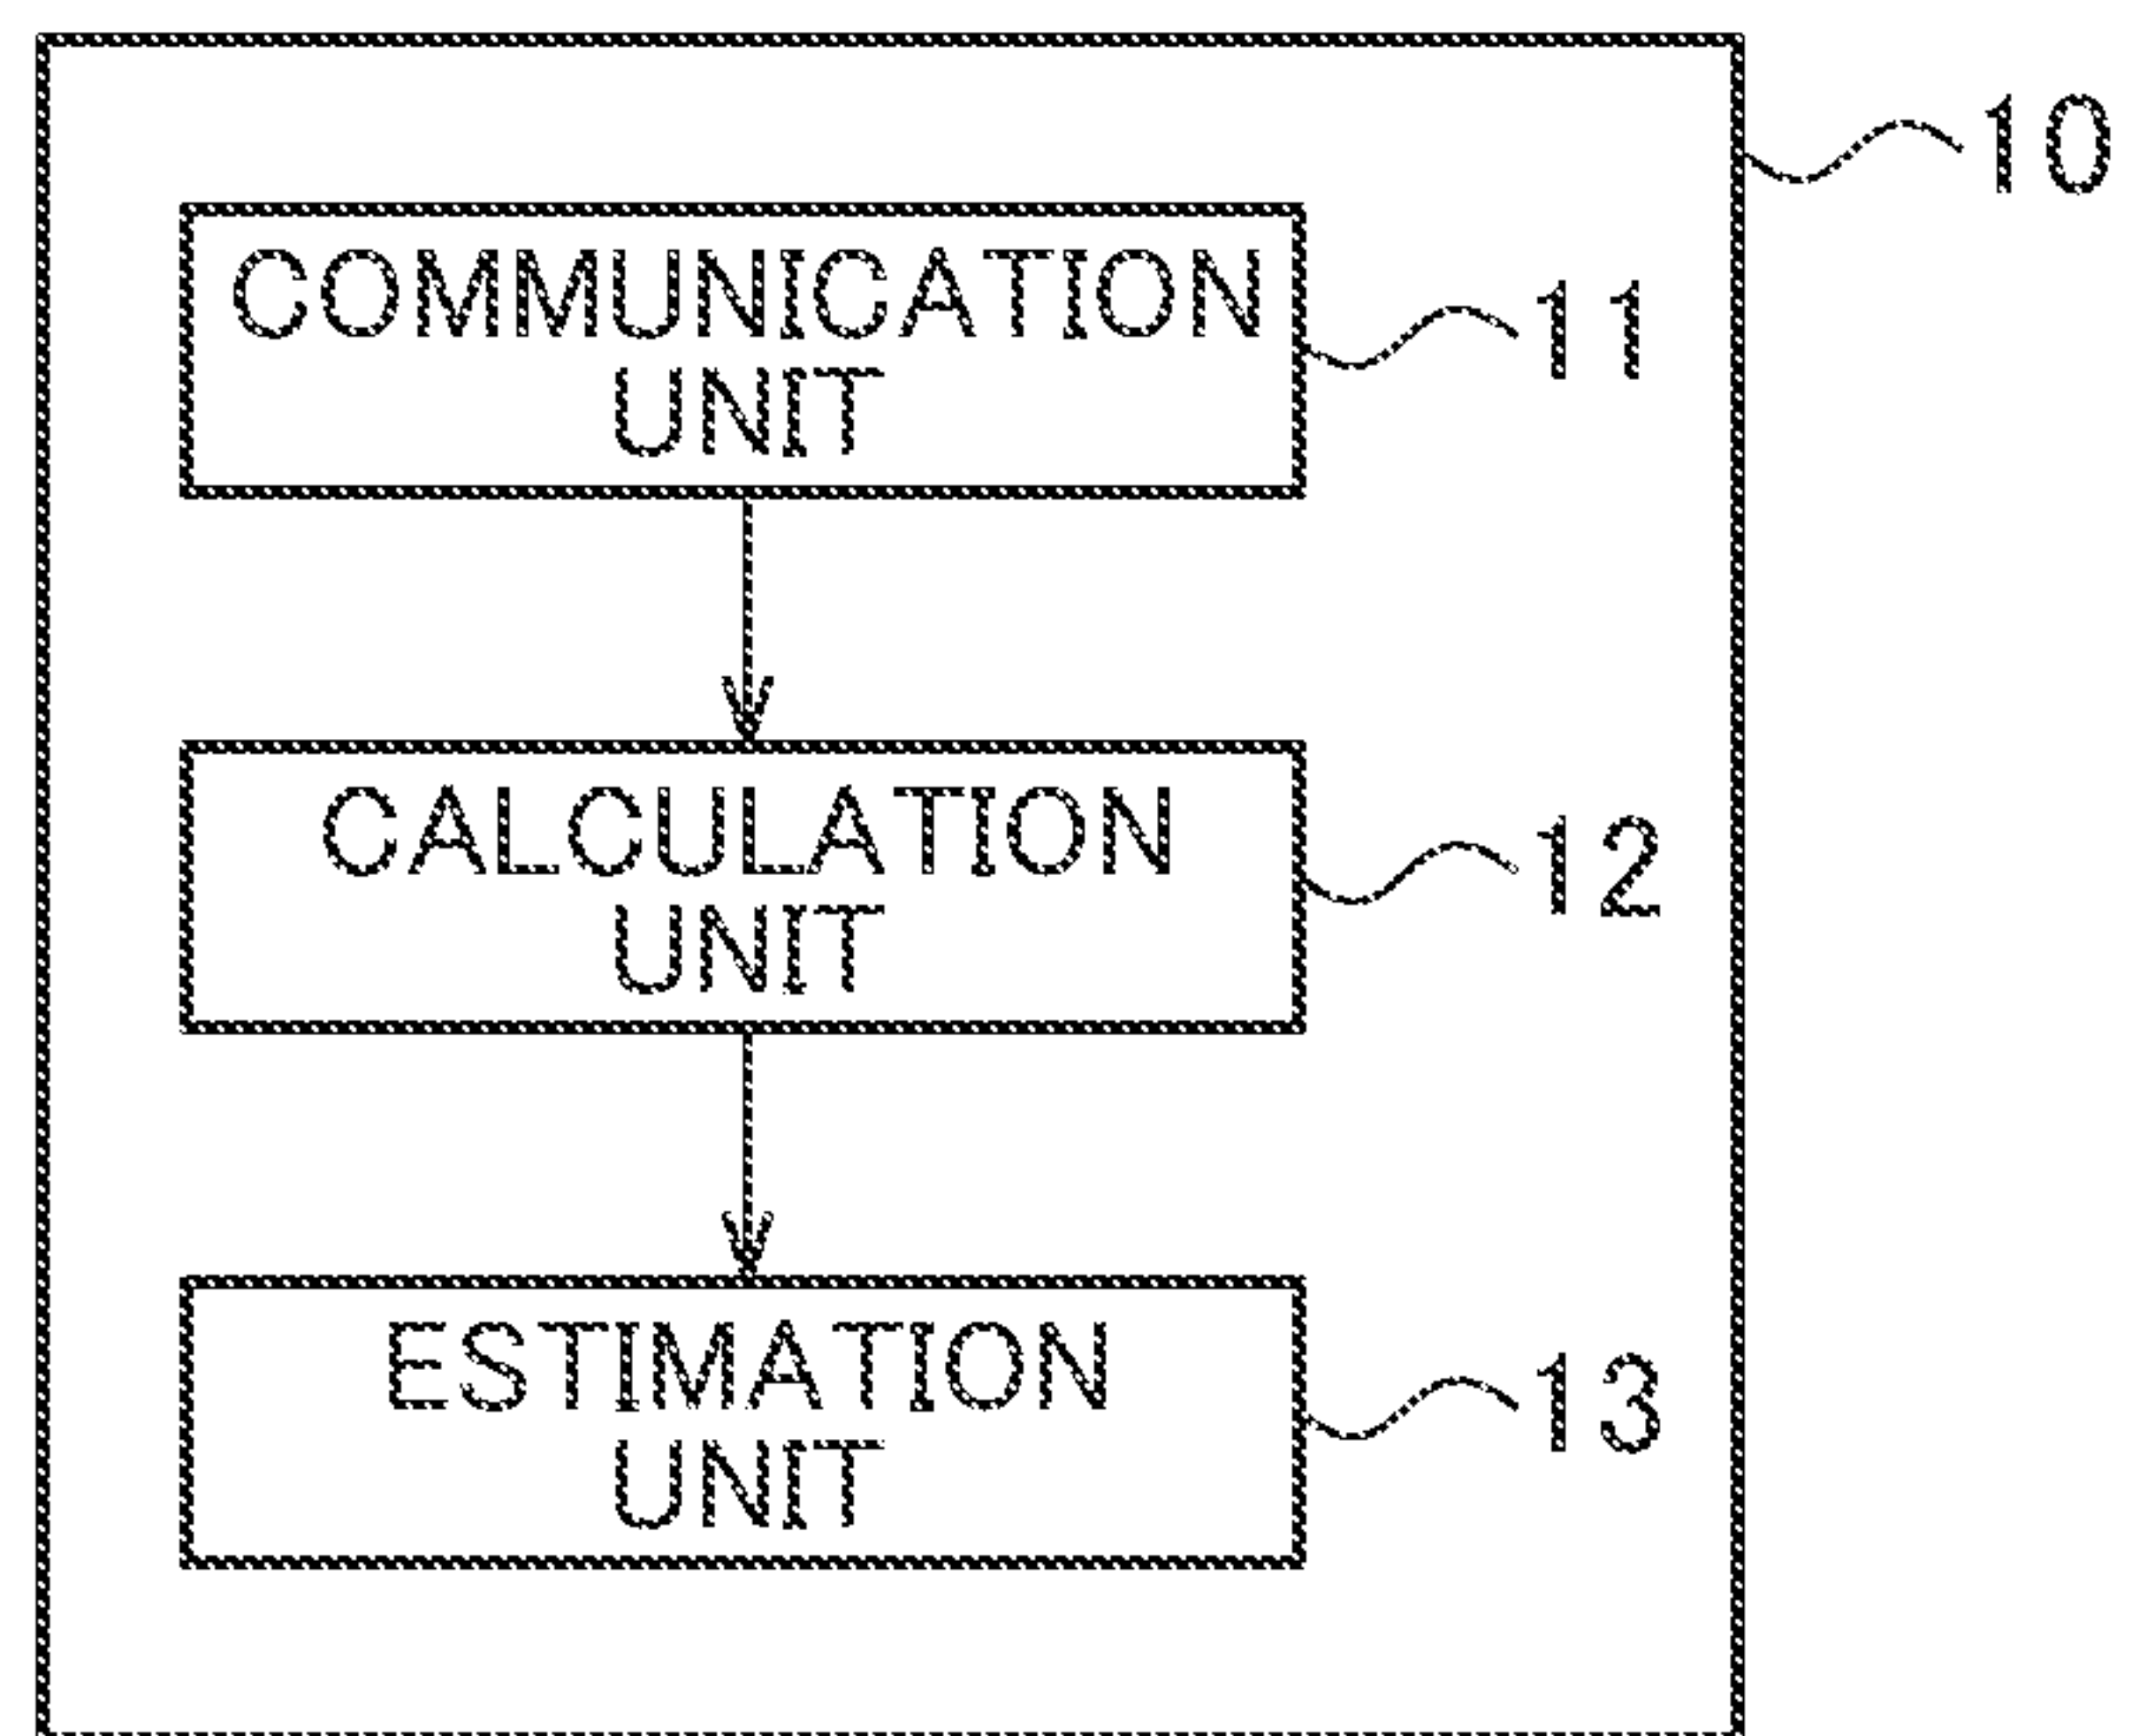 10
COMMUNICATION
UNIT
11
CALCULATION
UNIT
12
ESTIMATION
UNIT
13